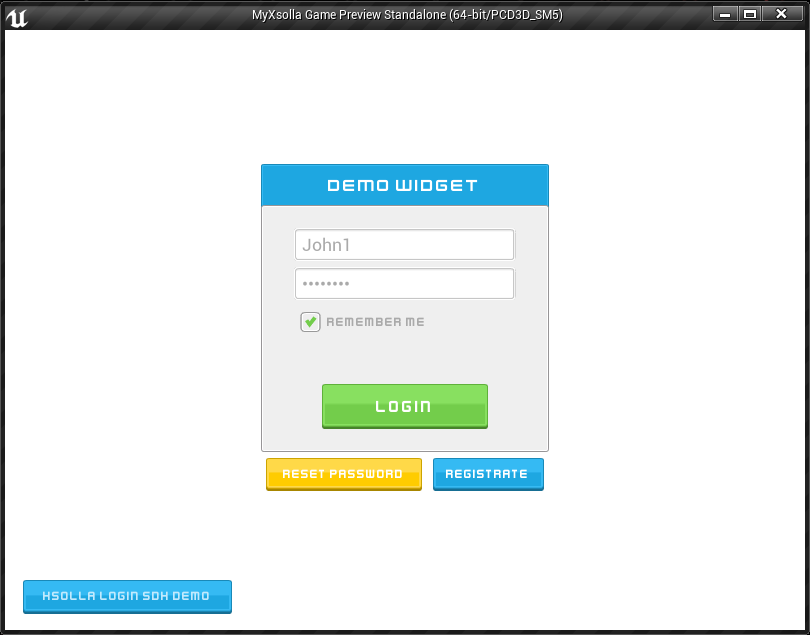 MyXsolla Game Preview Standalone (64-bit/PCD3D_SM5)
DEMO WIDGET
John1
••••••••
REMEMBER ME
LOGIN
RESET PASSWORD
REGISTRATE
XSOLLA LOGIN SDK DEMO